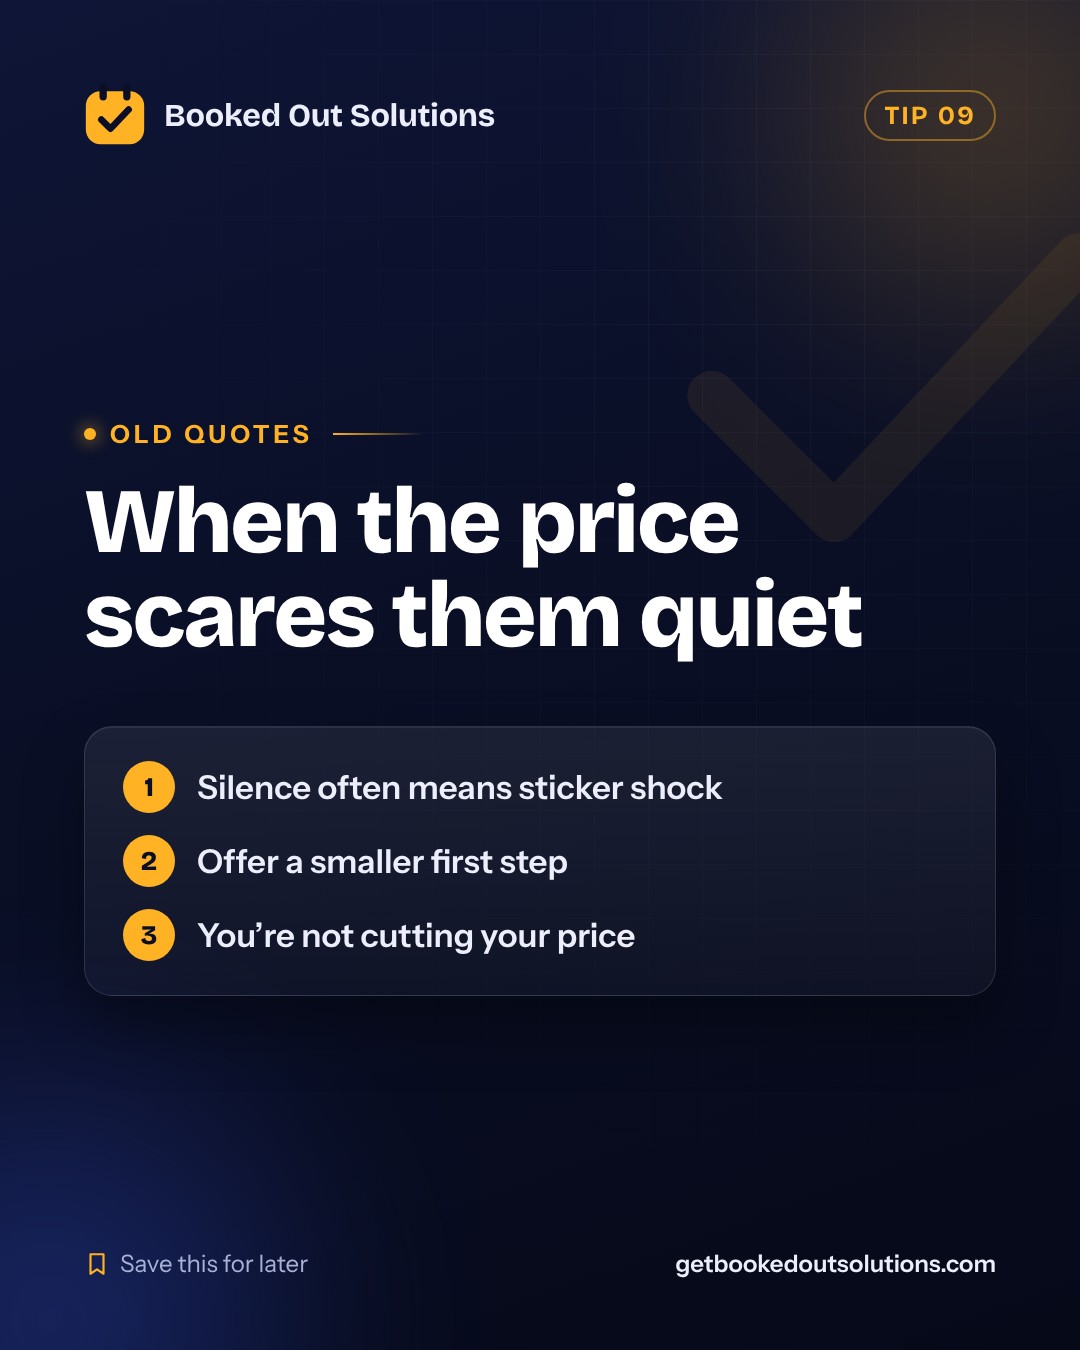 Booked Out Solutions
TIP 09
OLD QUOTES
When the price
scares them quiet
1 Silence often means sticker shock
2 Offer a smaller first step
3 You’re not cutting your price
Save this for later
getbookedoutsolutions.com